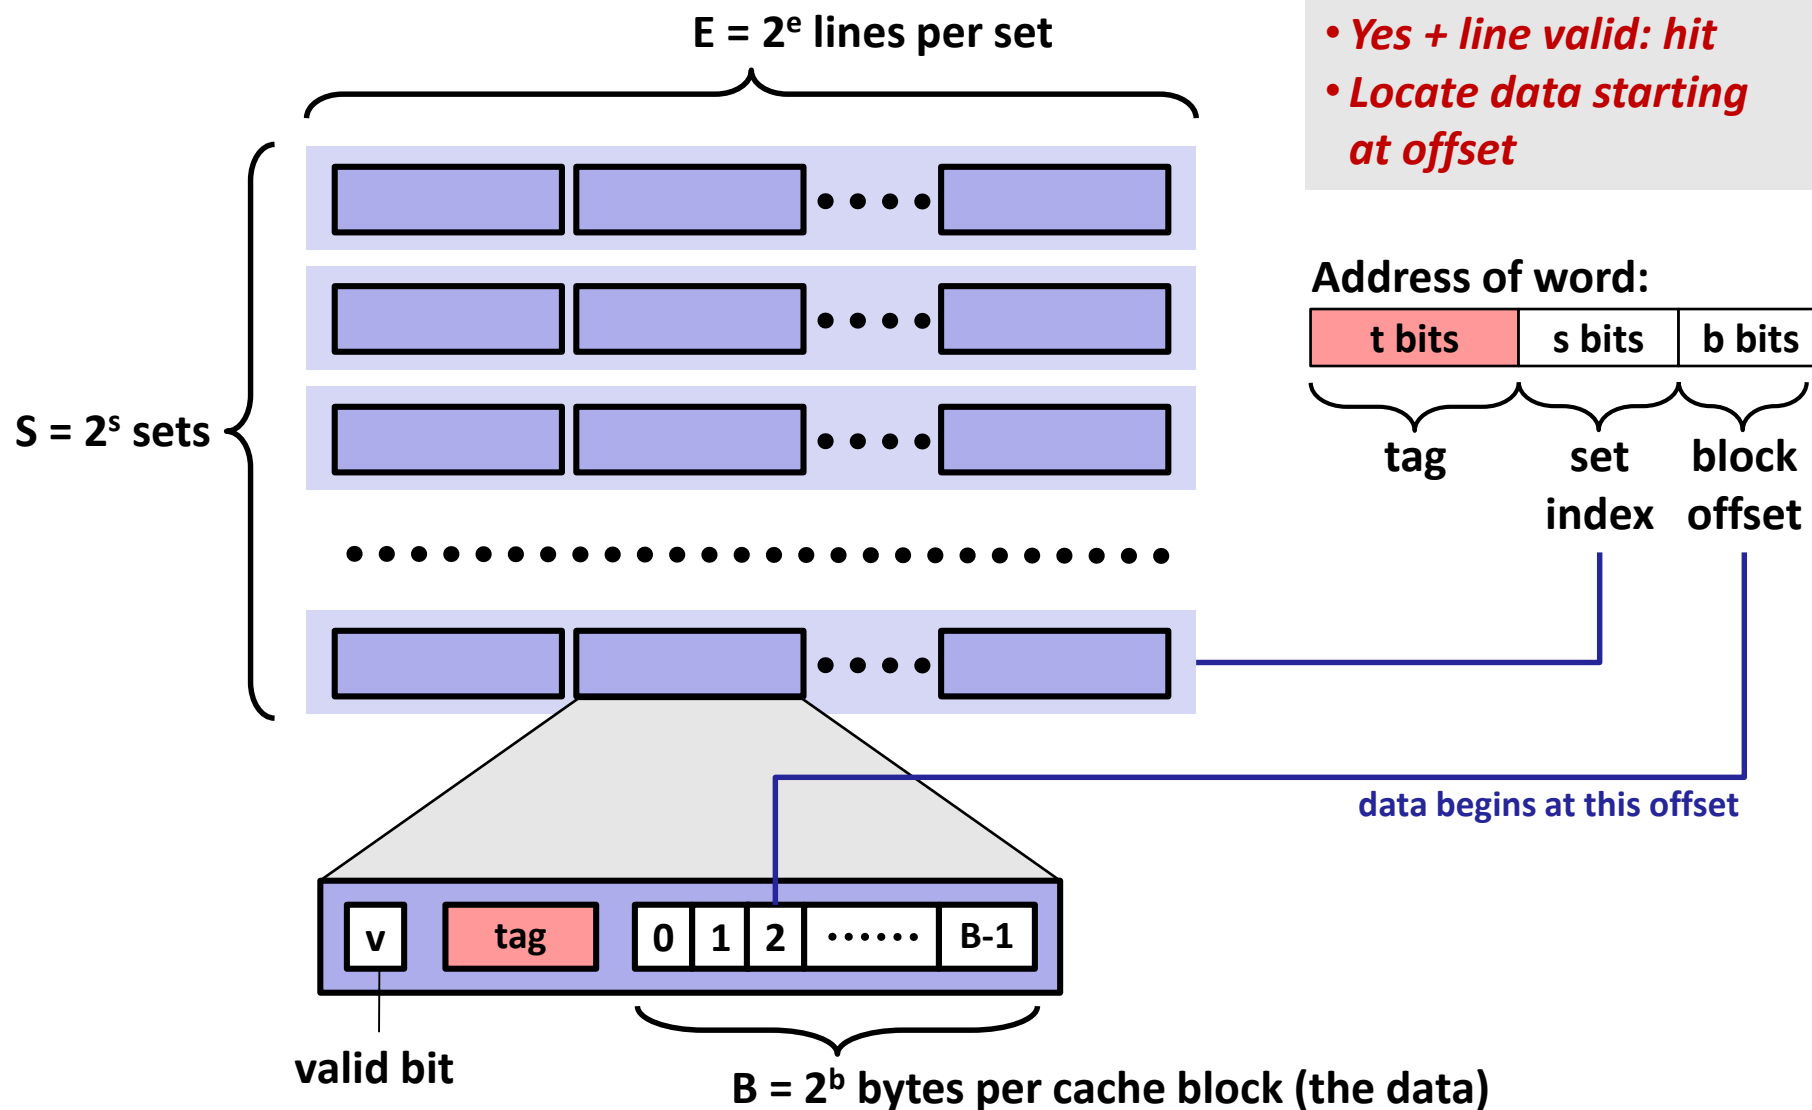 E = 2ᵉ lines per set
• Yes + line valid: hit
• Locate data starting
at offset
Address of word:
t bits s bits b bits
S = 2ˢ sets
tag set block
index offset
data begins at this offset
v tag 0 1 2 ······ B-1
valid bit
B = 2ᵇ bytes per cache block (the data)